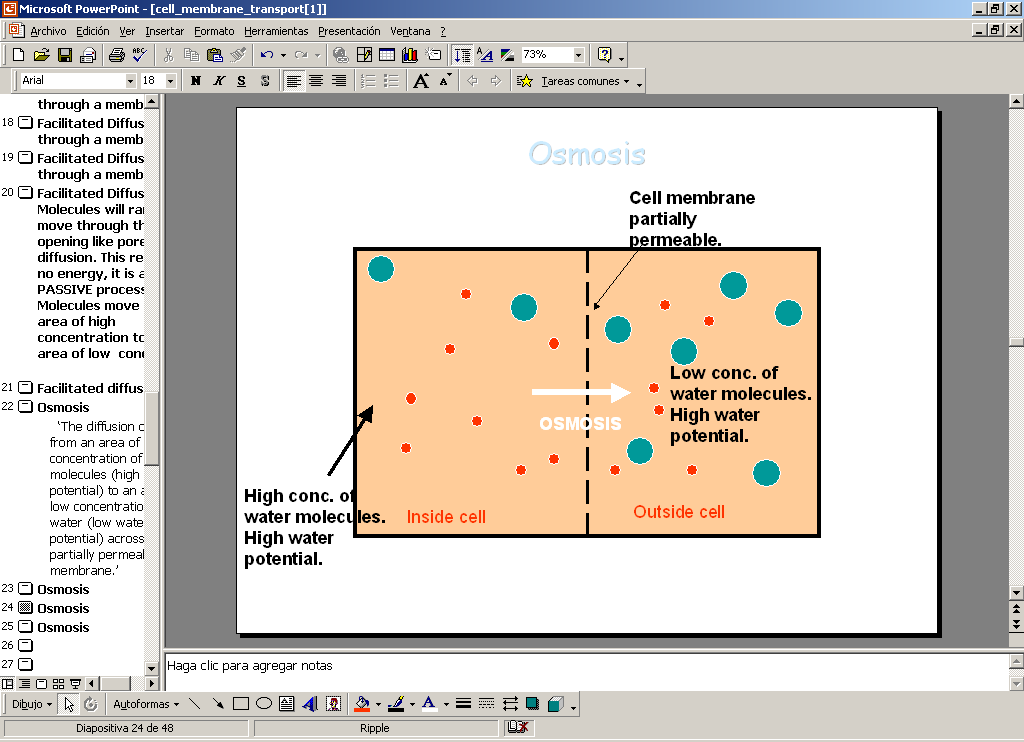 Microsoft PowerPoint - [cell_membrane_transport[1]]
Archivo Edición Ver Insertar Formato Herramientas Presentación Ventana ?
73%
Arial 18 N K S S Tareas comunes
through a memb
18 Facilitated Diffus
through a memb
19 Facilitated Diffus
through a memb
20 Facilitated Diffus
Molecules will ra
move through th
opening like pore
diffusion. This re
no energy, it is a
PASSIVE process
Molecules move
area of high
concentration to
area of low conc
21 Facilitated diffus
22 Osmosis
‘The diffusion o
from an area of
concentration of
molecules (high
potential) to an a
low concentratio
water (low wate
potential) across
partially permeal
membrane.’
23 Osmosis
24 Osmosis
25 Osmosis
26
27
Osmosis
Cell membrane
partially
permeable.
Low conc. of
water molecules.
High water
potential.
OSMOSIS
High conc. of
water molecules.
High water
potential.
Inside cell
Outside cell
Haga clic para agregar notas
Dibujo Autoformas
Diapositiva 24 de 48 Ripple